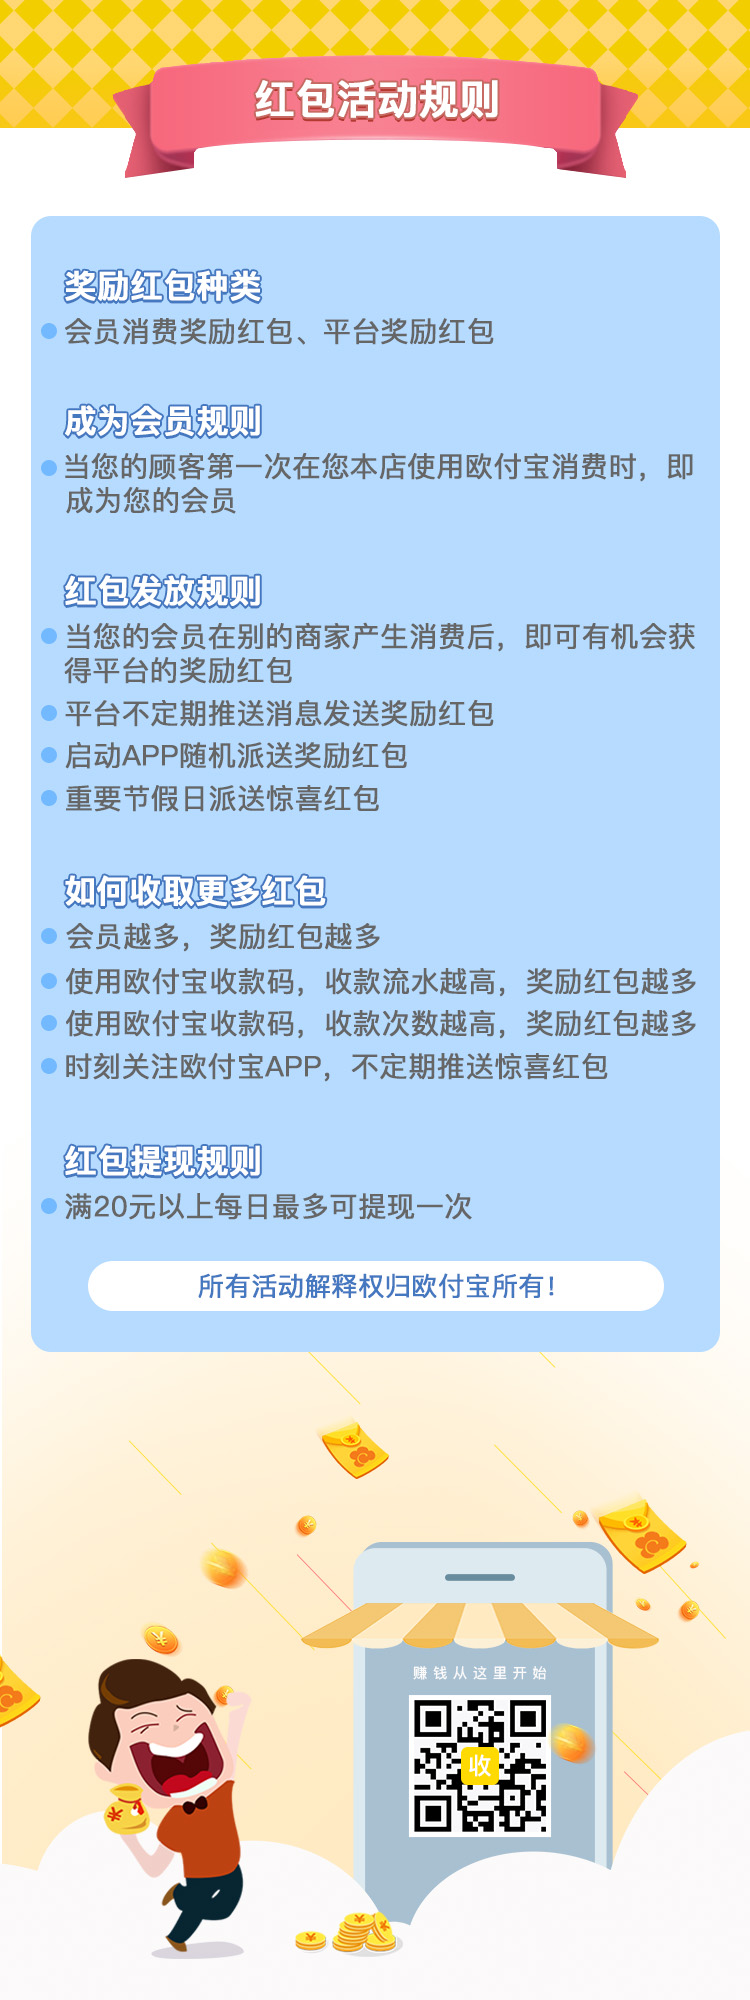 红包活动规则
奖励红包种类
会员消费奖励红包、平台奖励红包
成为会员规则
当您的顾客第一次在您本店使用欧付宝消费时，即
成为您的会员
红包发放规则
当您的会员在别的商家产生消费后，即可有机会获
得平台的奖励红包
平台不定期推送消息发送奖励红包
启动APP随机派送奖励红包
重要节假日派送惊喜红包
如何收取更多红包
会员越多，奖励红包越多
使用欧付宝收款码，收款流水越高，奖励红包越多
使用欧付宝收款码，收款次数越高，奖励红包越多
时刻关注欧付宝APP，不定期推送惊喜红包
红包提现规则
满20元以上每日最多可提现一次
所有活动解释权归欧付宝所有！
赚钱从这里开始
收